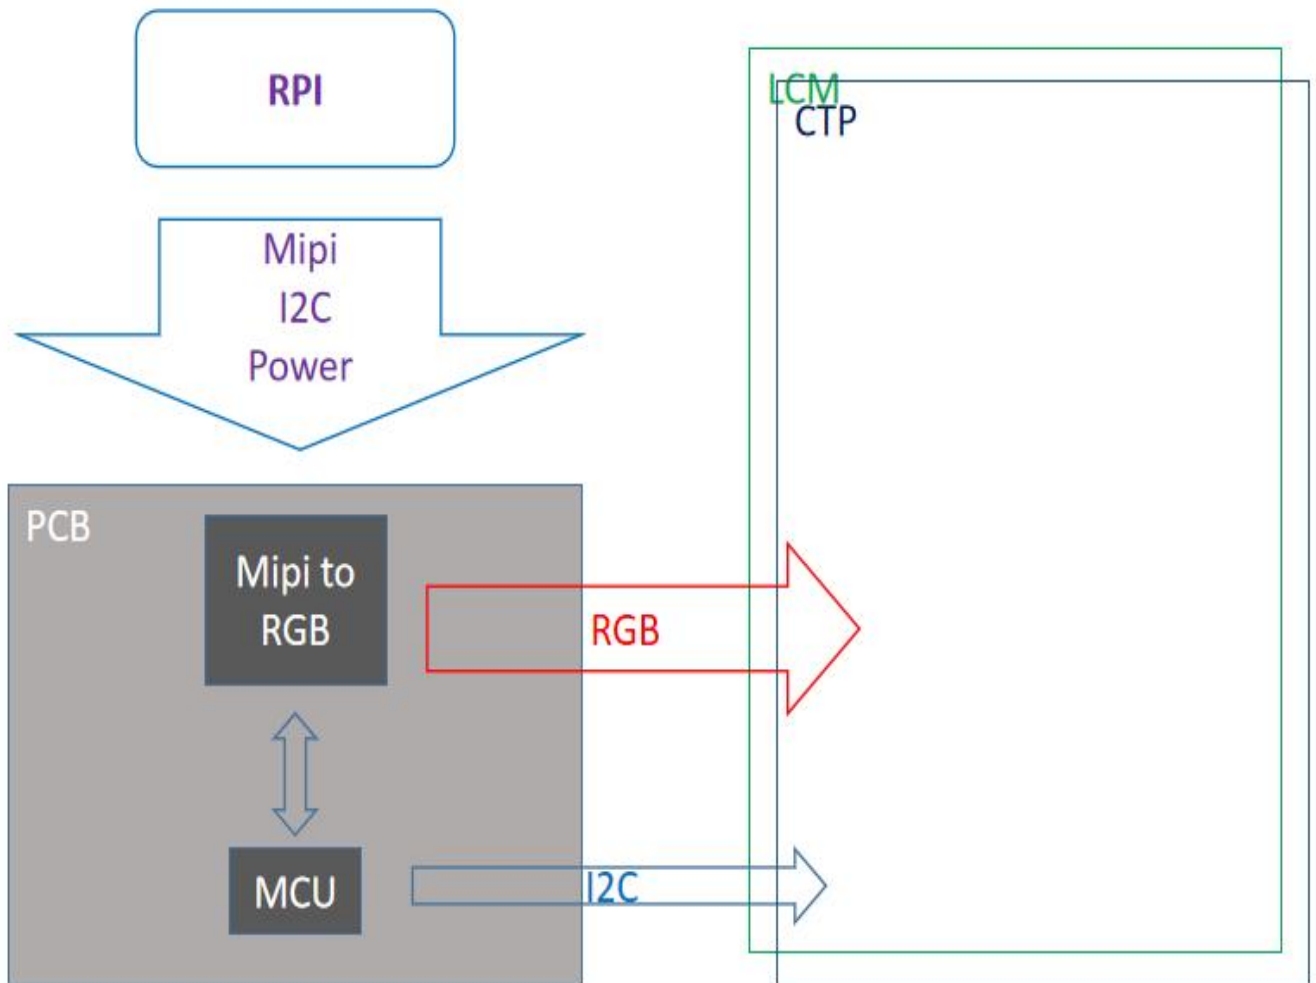 RPI
Mipi
I2C
Power
LCM
CTP
PCB
Mipi to
RGB
RGB
MCU
I2C